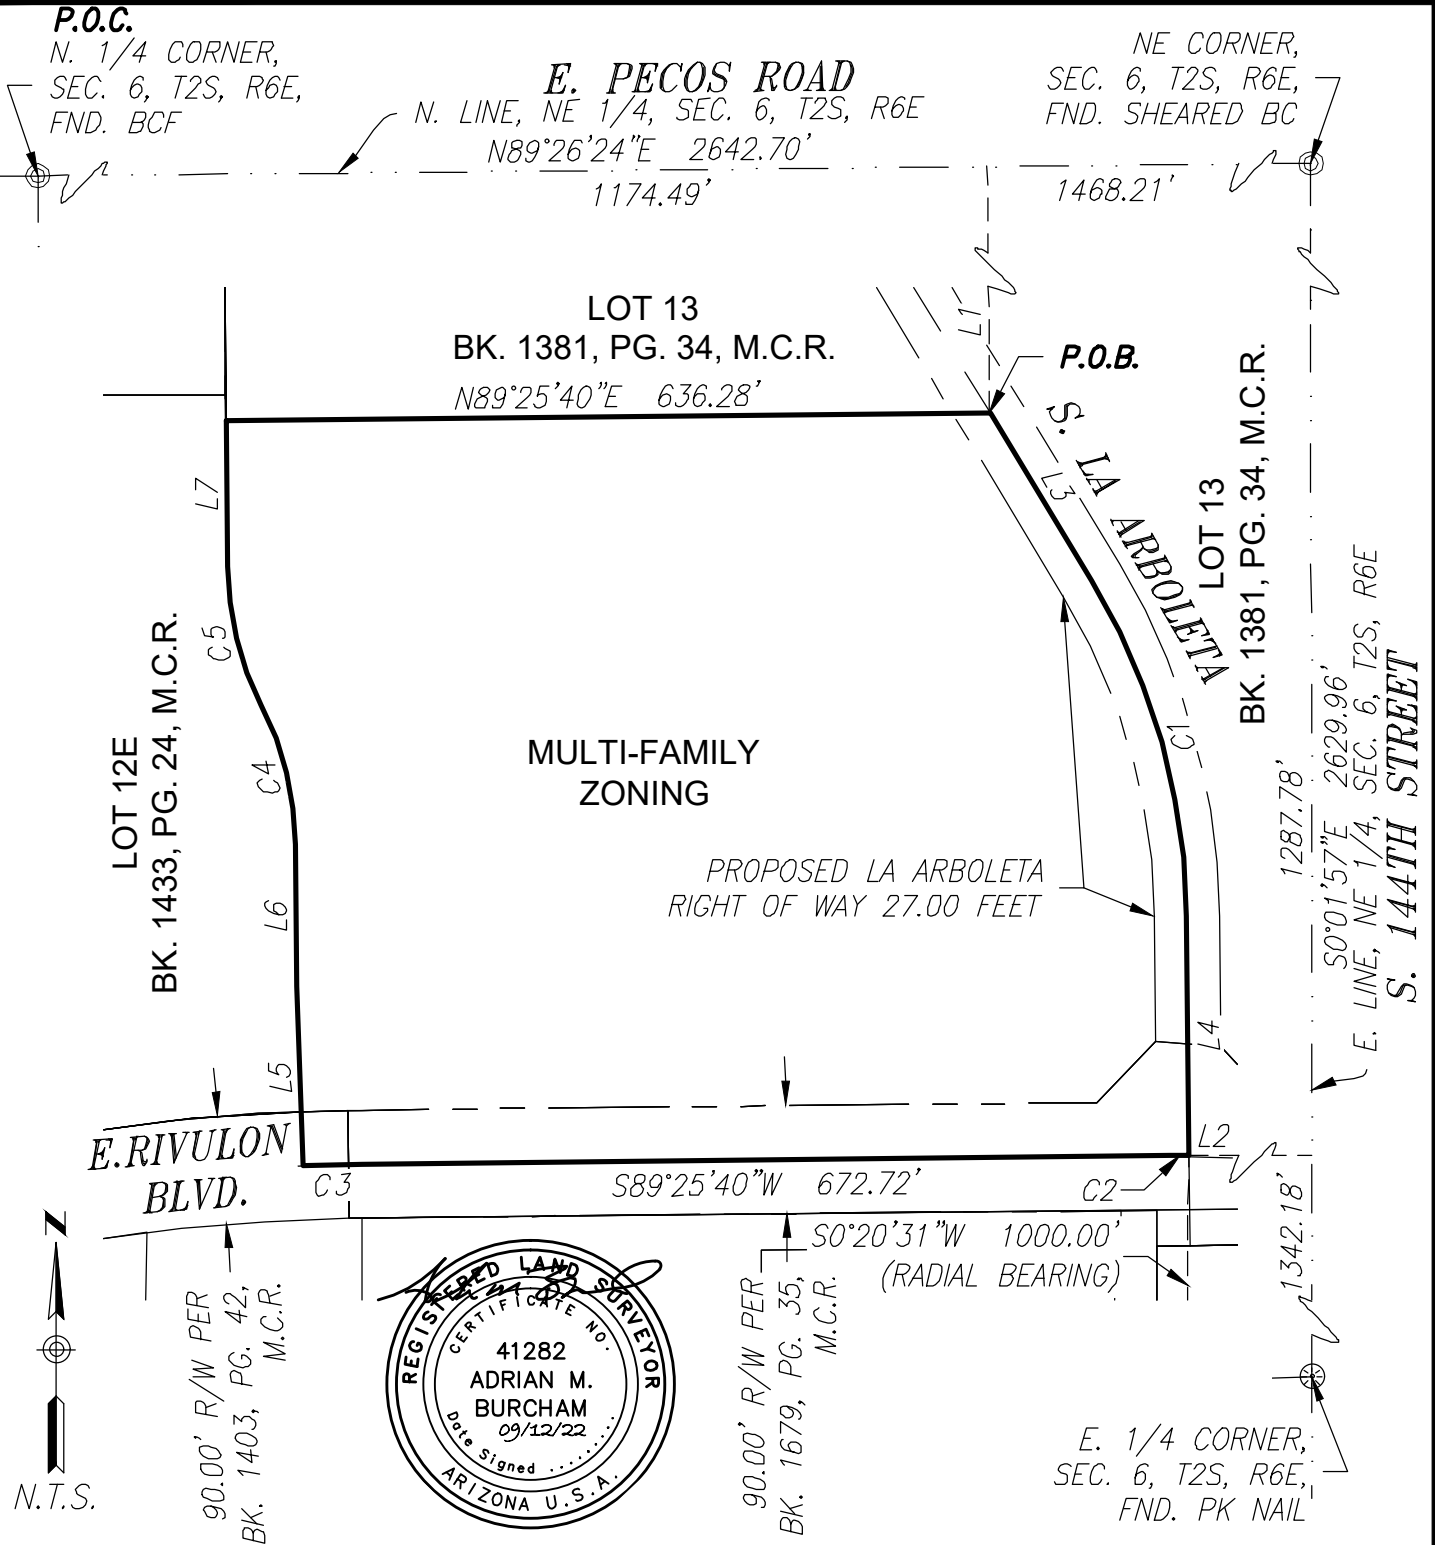 P.O.C.
N. 1/4 CORNER,
SEC. 6, T2S, R6E,
FND. BCF
E. PECOS ROAD
N. LINE, NE 1/4, SEC. 6, T2S, R6E
N89°26'24"E 2642.70'
1174.49'
NE CORNER,
SEC. 6, T2S, R6E,
FND. SHEARED BC
1468.21'
LOT 13
BK. 1381, PG. 34, M.C.R.
N89°25'40"E 636.28'
L1
P.O.B.
S. LA ARBOLETA
L3
LOT 13
BK. 1381, PG. 34, M.C.R.
L7
C5
LOT 12E
BK. 1433, PG. 24, M.C.R.
C4
L6
L5
MULTI-FAMILY
ZONING
PROPOSED LA ARBOLETA
RIGHT OF WAY 27.00 FEET
C1
L4
1287.78'
S0°01'57"E 2629.96'
E. LINE, NE 1/4, SEC. 6, T2S, R6E
S. 144TH STREET
E.RIVULON
BLVD.
C3
S89°25'40"W 672.72'
C2
L2
S0°20'31"W 1000.00'
(RADIAL BEARING)
1342.18'
N
N.T.S.
90.00' R/W PER
BK. 1403, PG. 42,
M.C.R.
REGISTERED LAND SURVEYOR
CERTIFICATE NO.
41282
ADRIAN M.
BURCHAM
09/12/22
Date Signed ........
ARIZONA U.S.A.
90.00' R/W PER
BK. 1679, PG. 35,
M.C.R.
E. 1/4 CORNER,
SEC. 6, T2S, R6E,
FND. PK NAIL